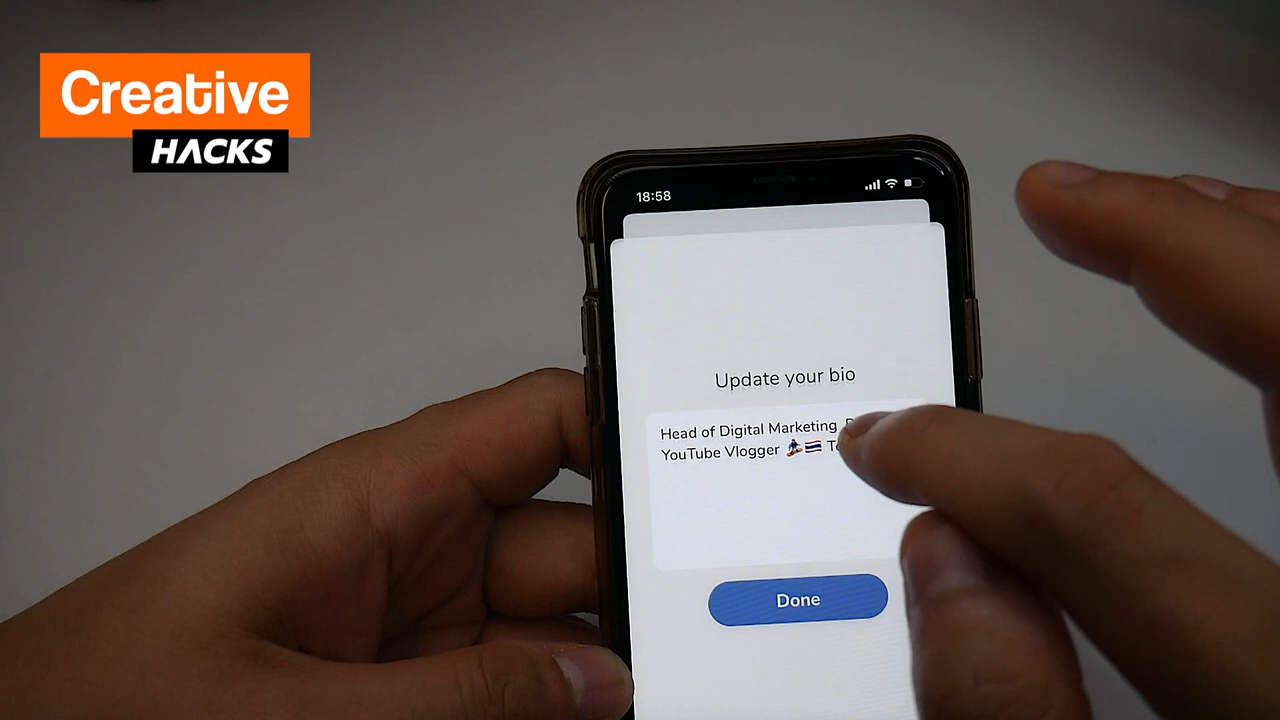 Creative
HACKS
18:58
Update your bio
Head of Digital Marketing
YouTube Vlogger 🏂🇹🇭
Done